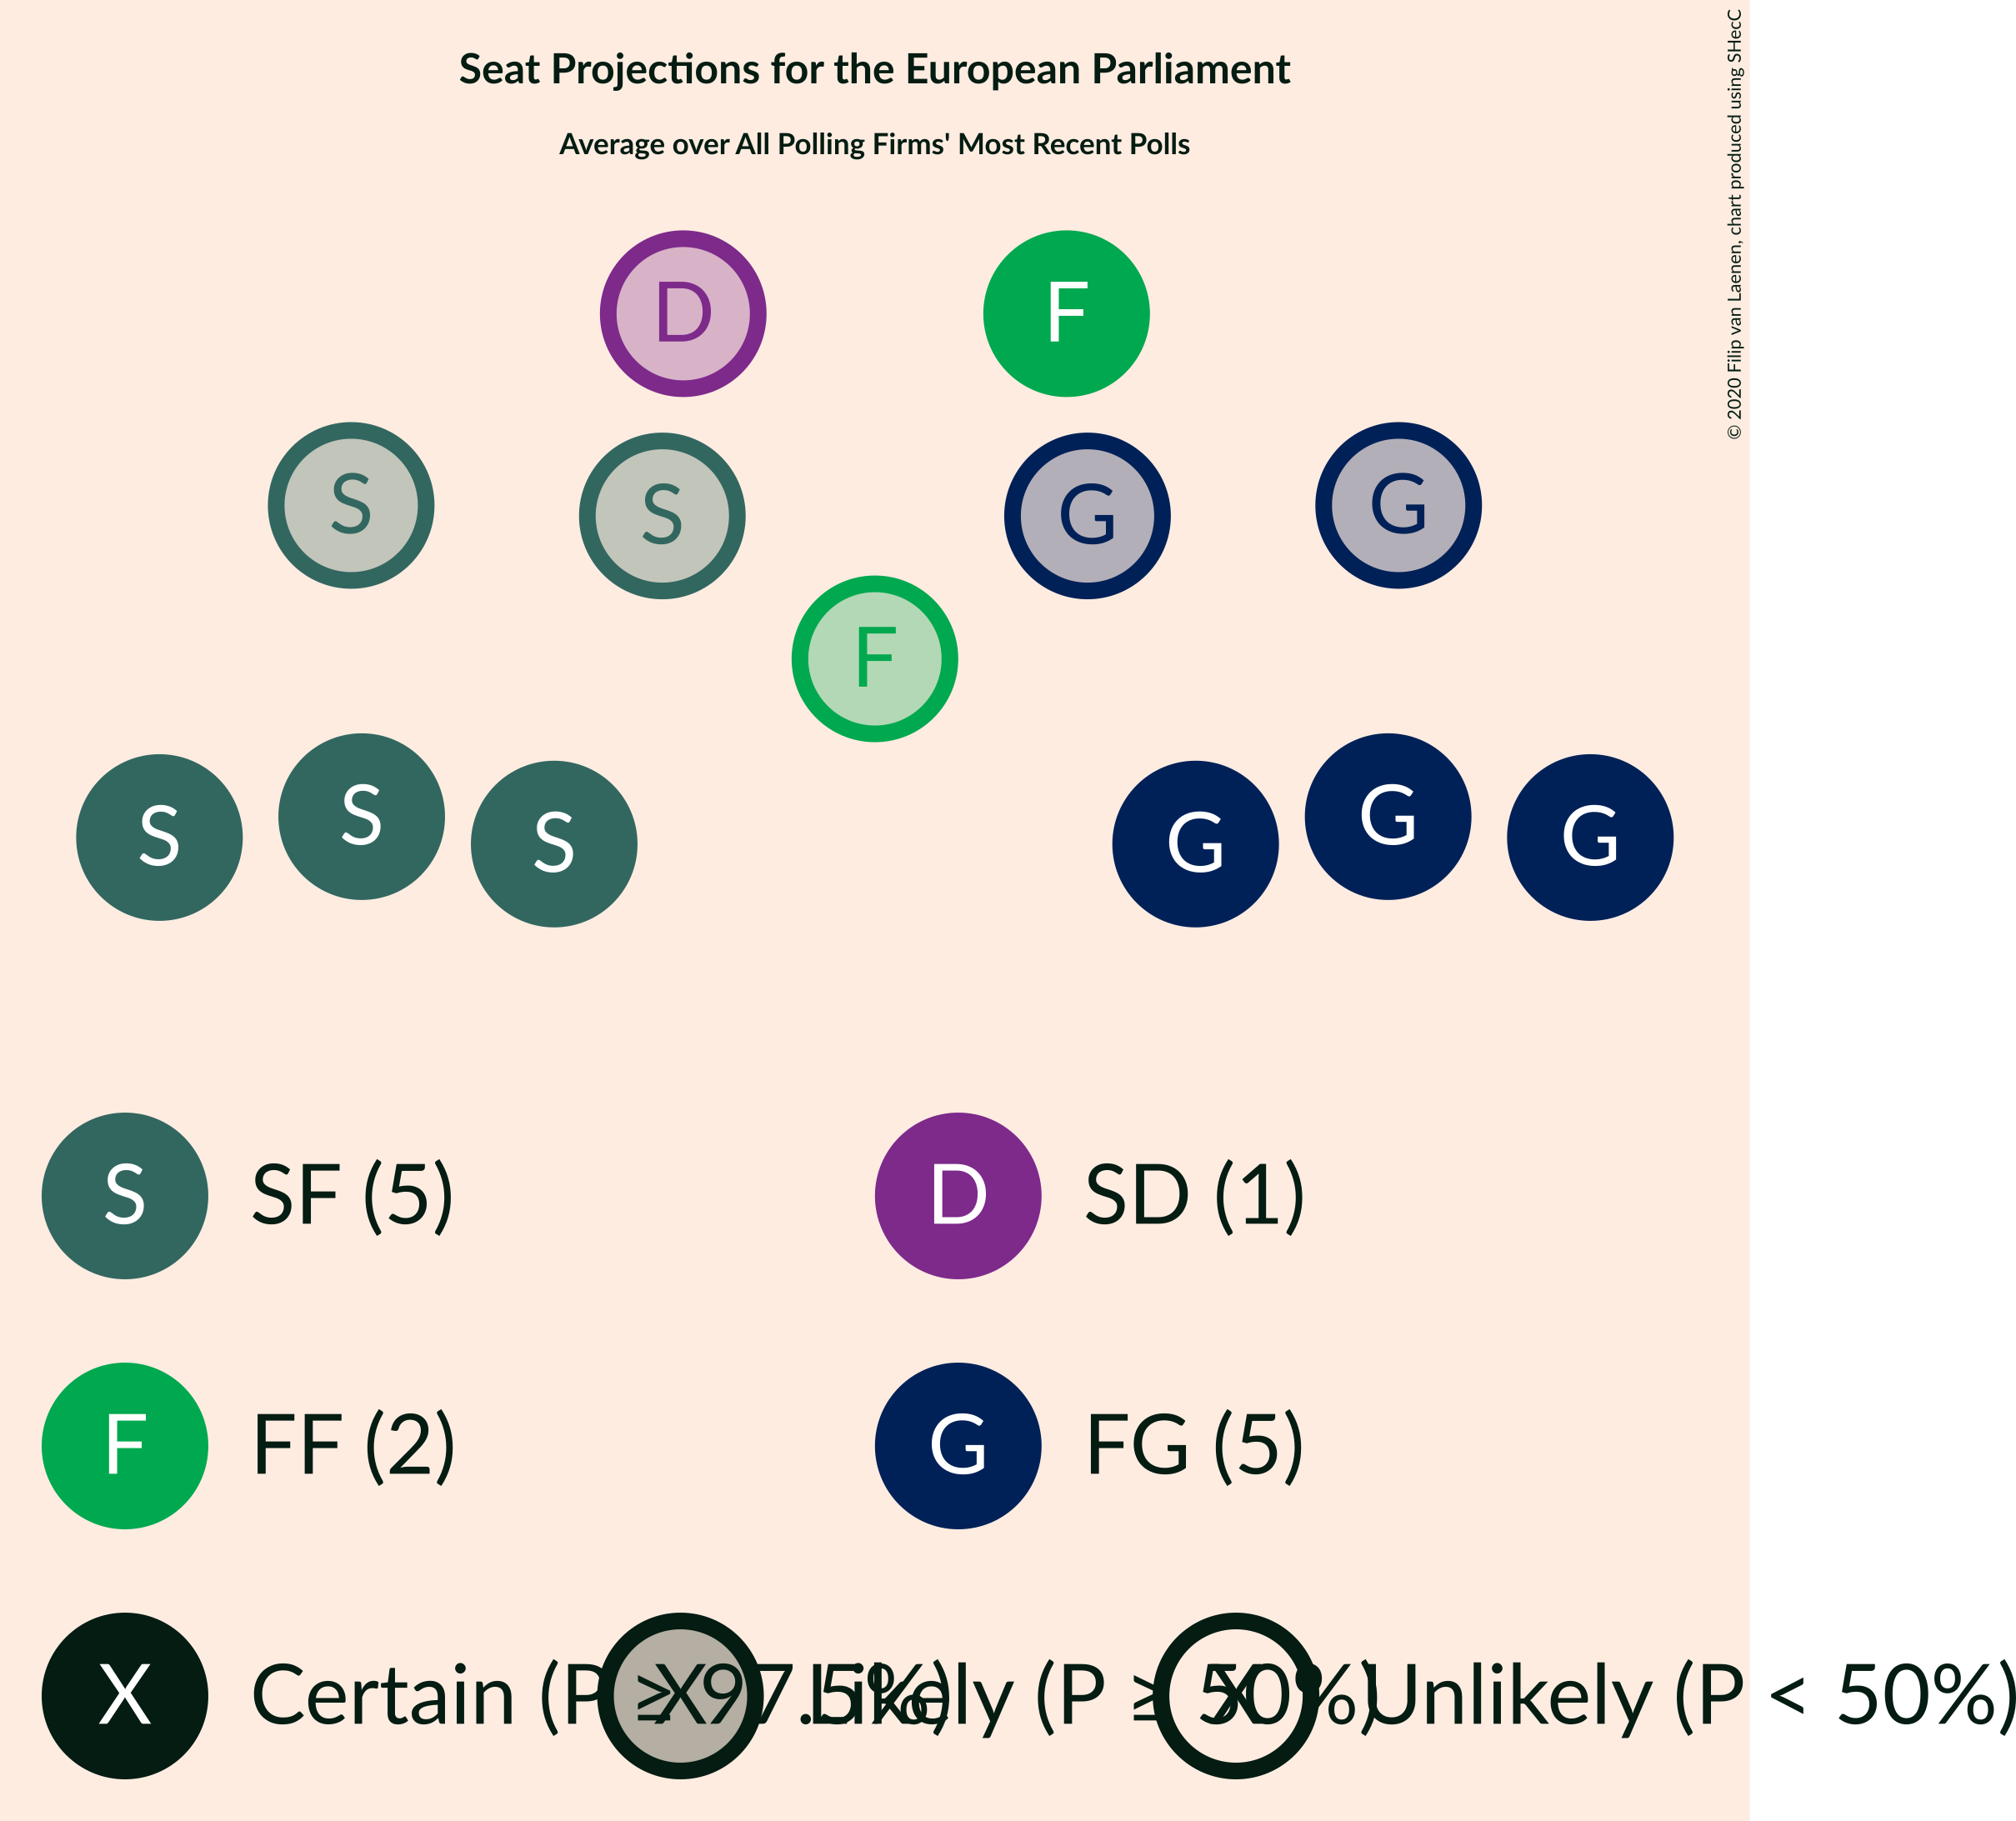 Seat Projections for the European Parliament
Average over All Polling Firms' Most Recent Polls
© 2020 Filip van Laenen, chart produced using SHecC
D F
S S G G
F
S S S G G G
S SF (5) D SD (1)
F FF (2) G FG (5)
X Certain (P ≥ 97.5%) X Likely (P ≥ 50%) X Unlikely (P < 50%)